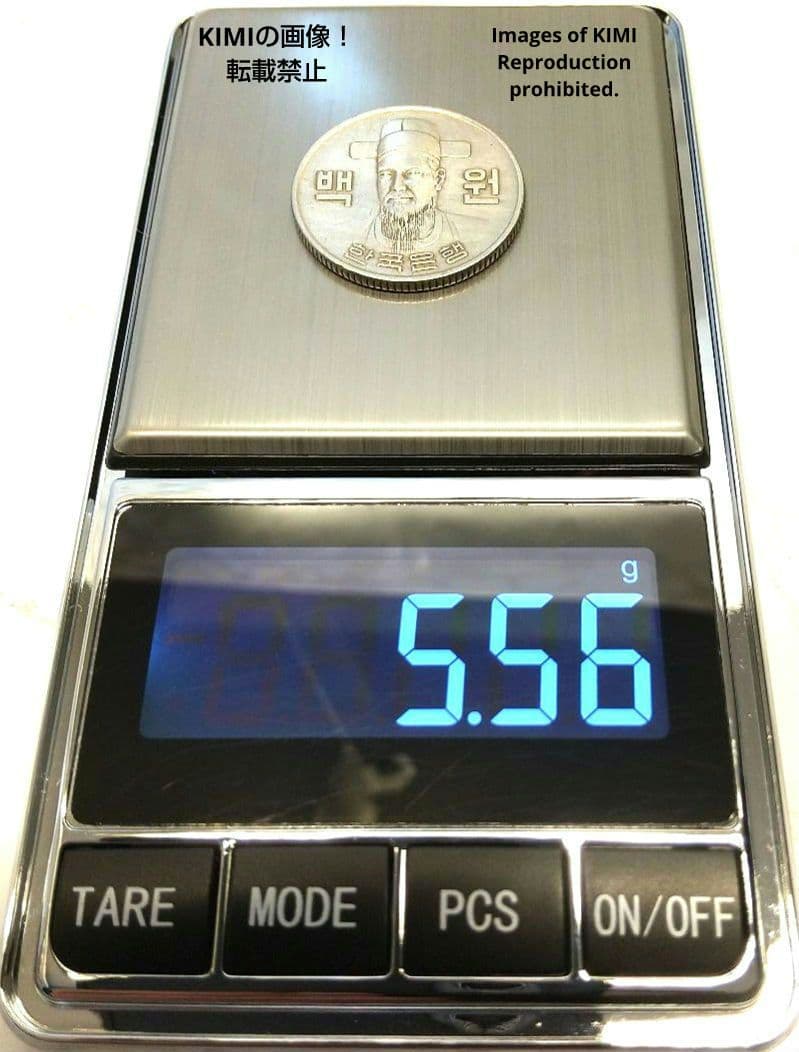 KIMIの画像！
転載禁止
Images of KIMI
Reproduction
prohibited.
백 원
한국은행
g
5.56
TARE MODE PCS ON/OFF